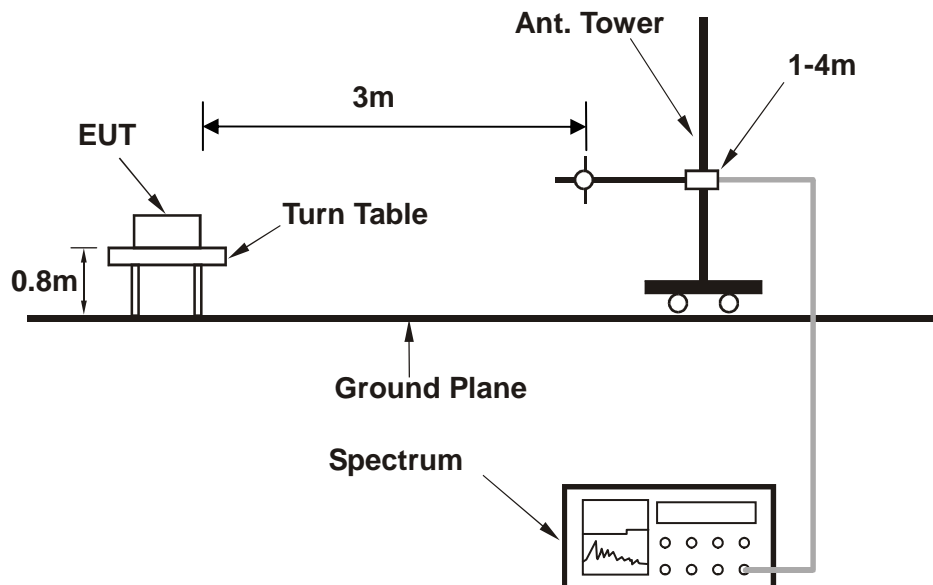 Ant. Tower
1-4m
3m
EUT
Turn Table
0.8m
Ground Plane
Spectrum